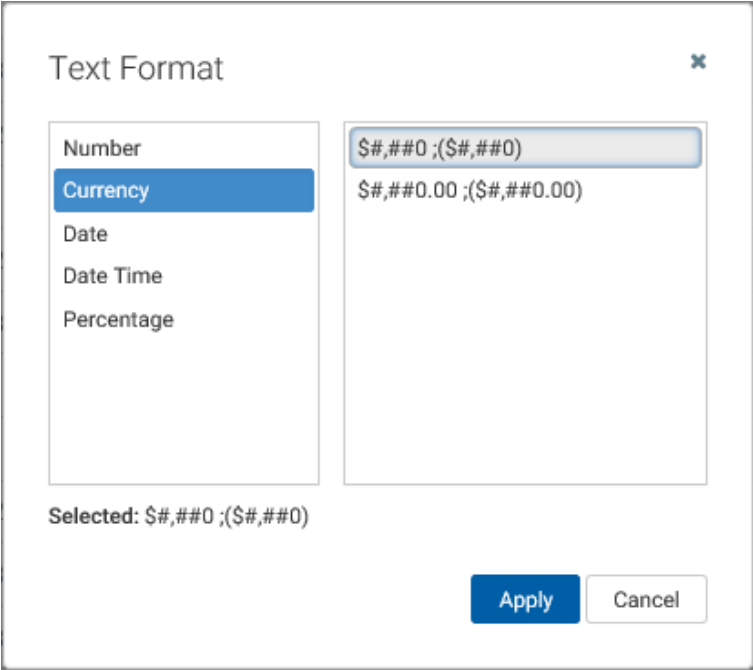 Text Format
Number
Currency
Date
Date Time
Percentage
$#,##0 ;($#,##0)
$#,##0.00 ;($#,##0.00)
Selected: $#,##0 ;($#,##0)
Apply
Cancel